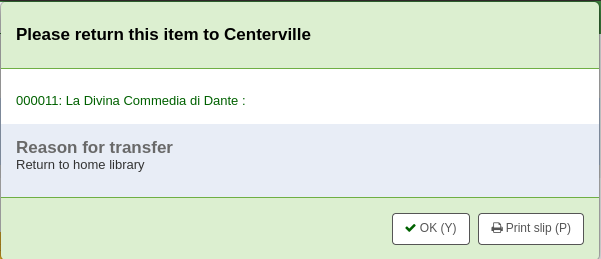 Please return this item to Centerville
000011: La Divina Commedia di Dante :
Reason for transfer
Return to home library
OK (Y) Print slip (P)